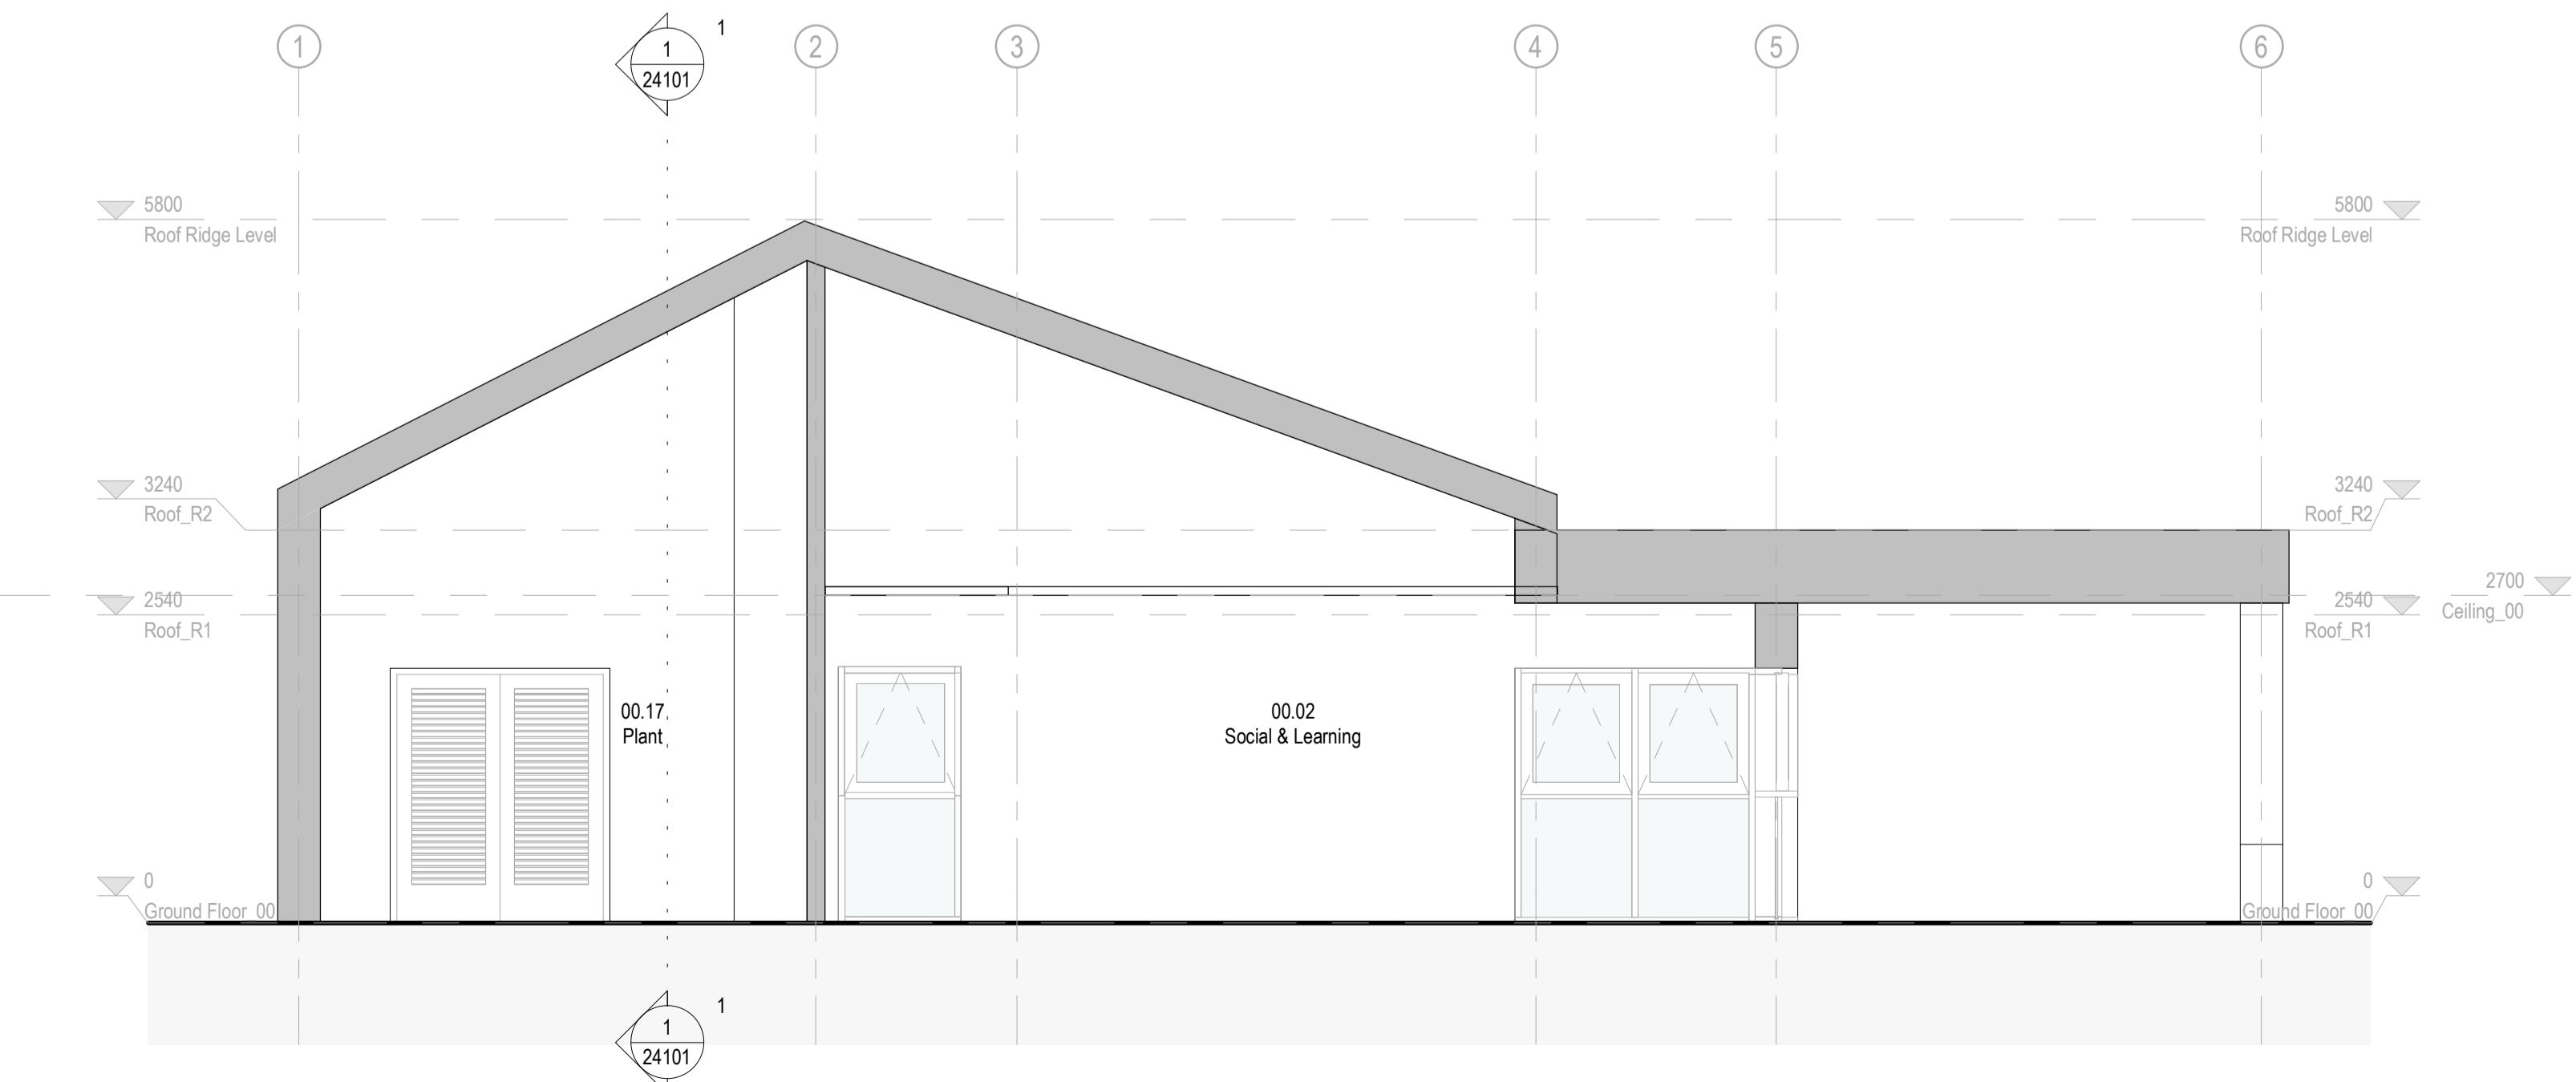 1
1
24101
1
2
3
4
5
6
5800
Roof Ridge Level
5800
Roof Ridge Level
3240
Roof_R2
3240
Roof_R2
2540
Roof_R1
2700
Ceiling_00
2540
Roof_R1
00.17
Plant
00.02
Social & Learning
0
Ground Floor_00
0
Ground Floor_00
1
1
24101